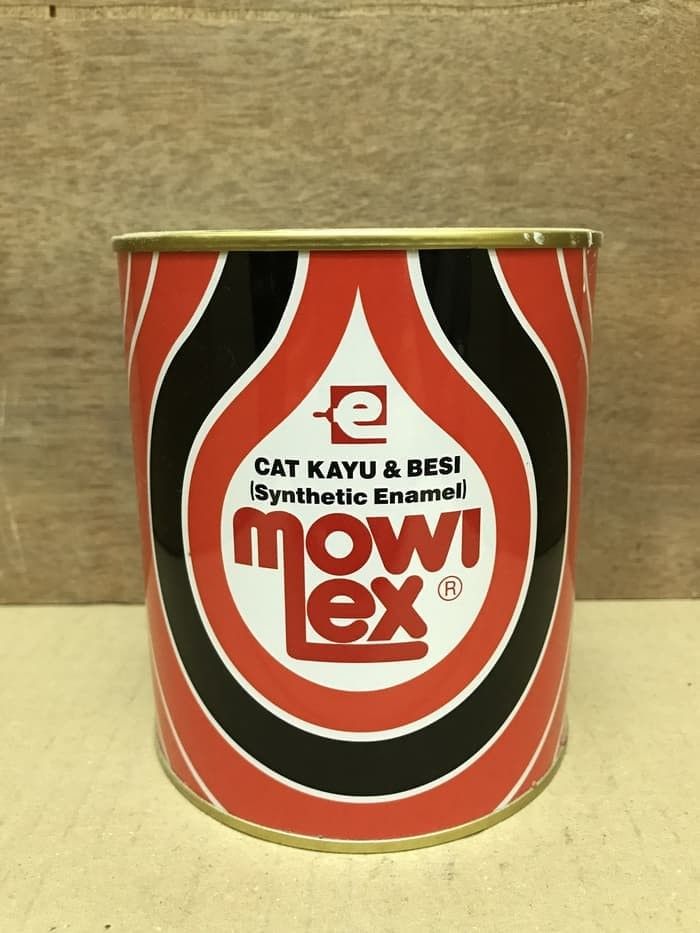 e
CAT KAYU & BESI
(Synthetic Enamel)
mowi
Lex ®